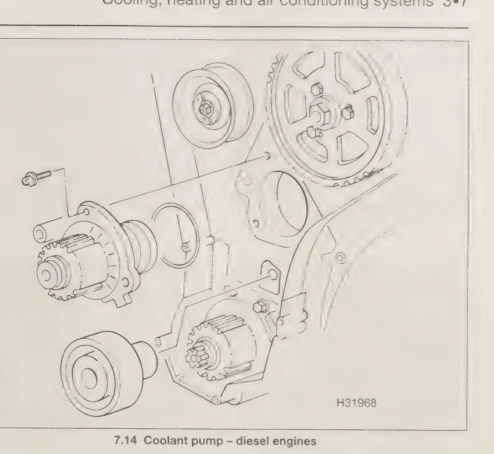 Cooling, heating and air conditioning systems 3•7
H31968
7.14 Coolant pump – diesel engines